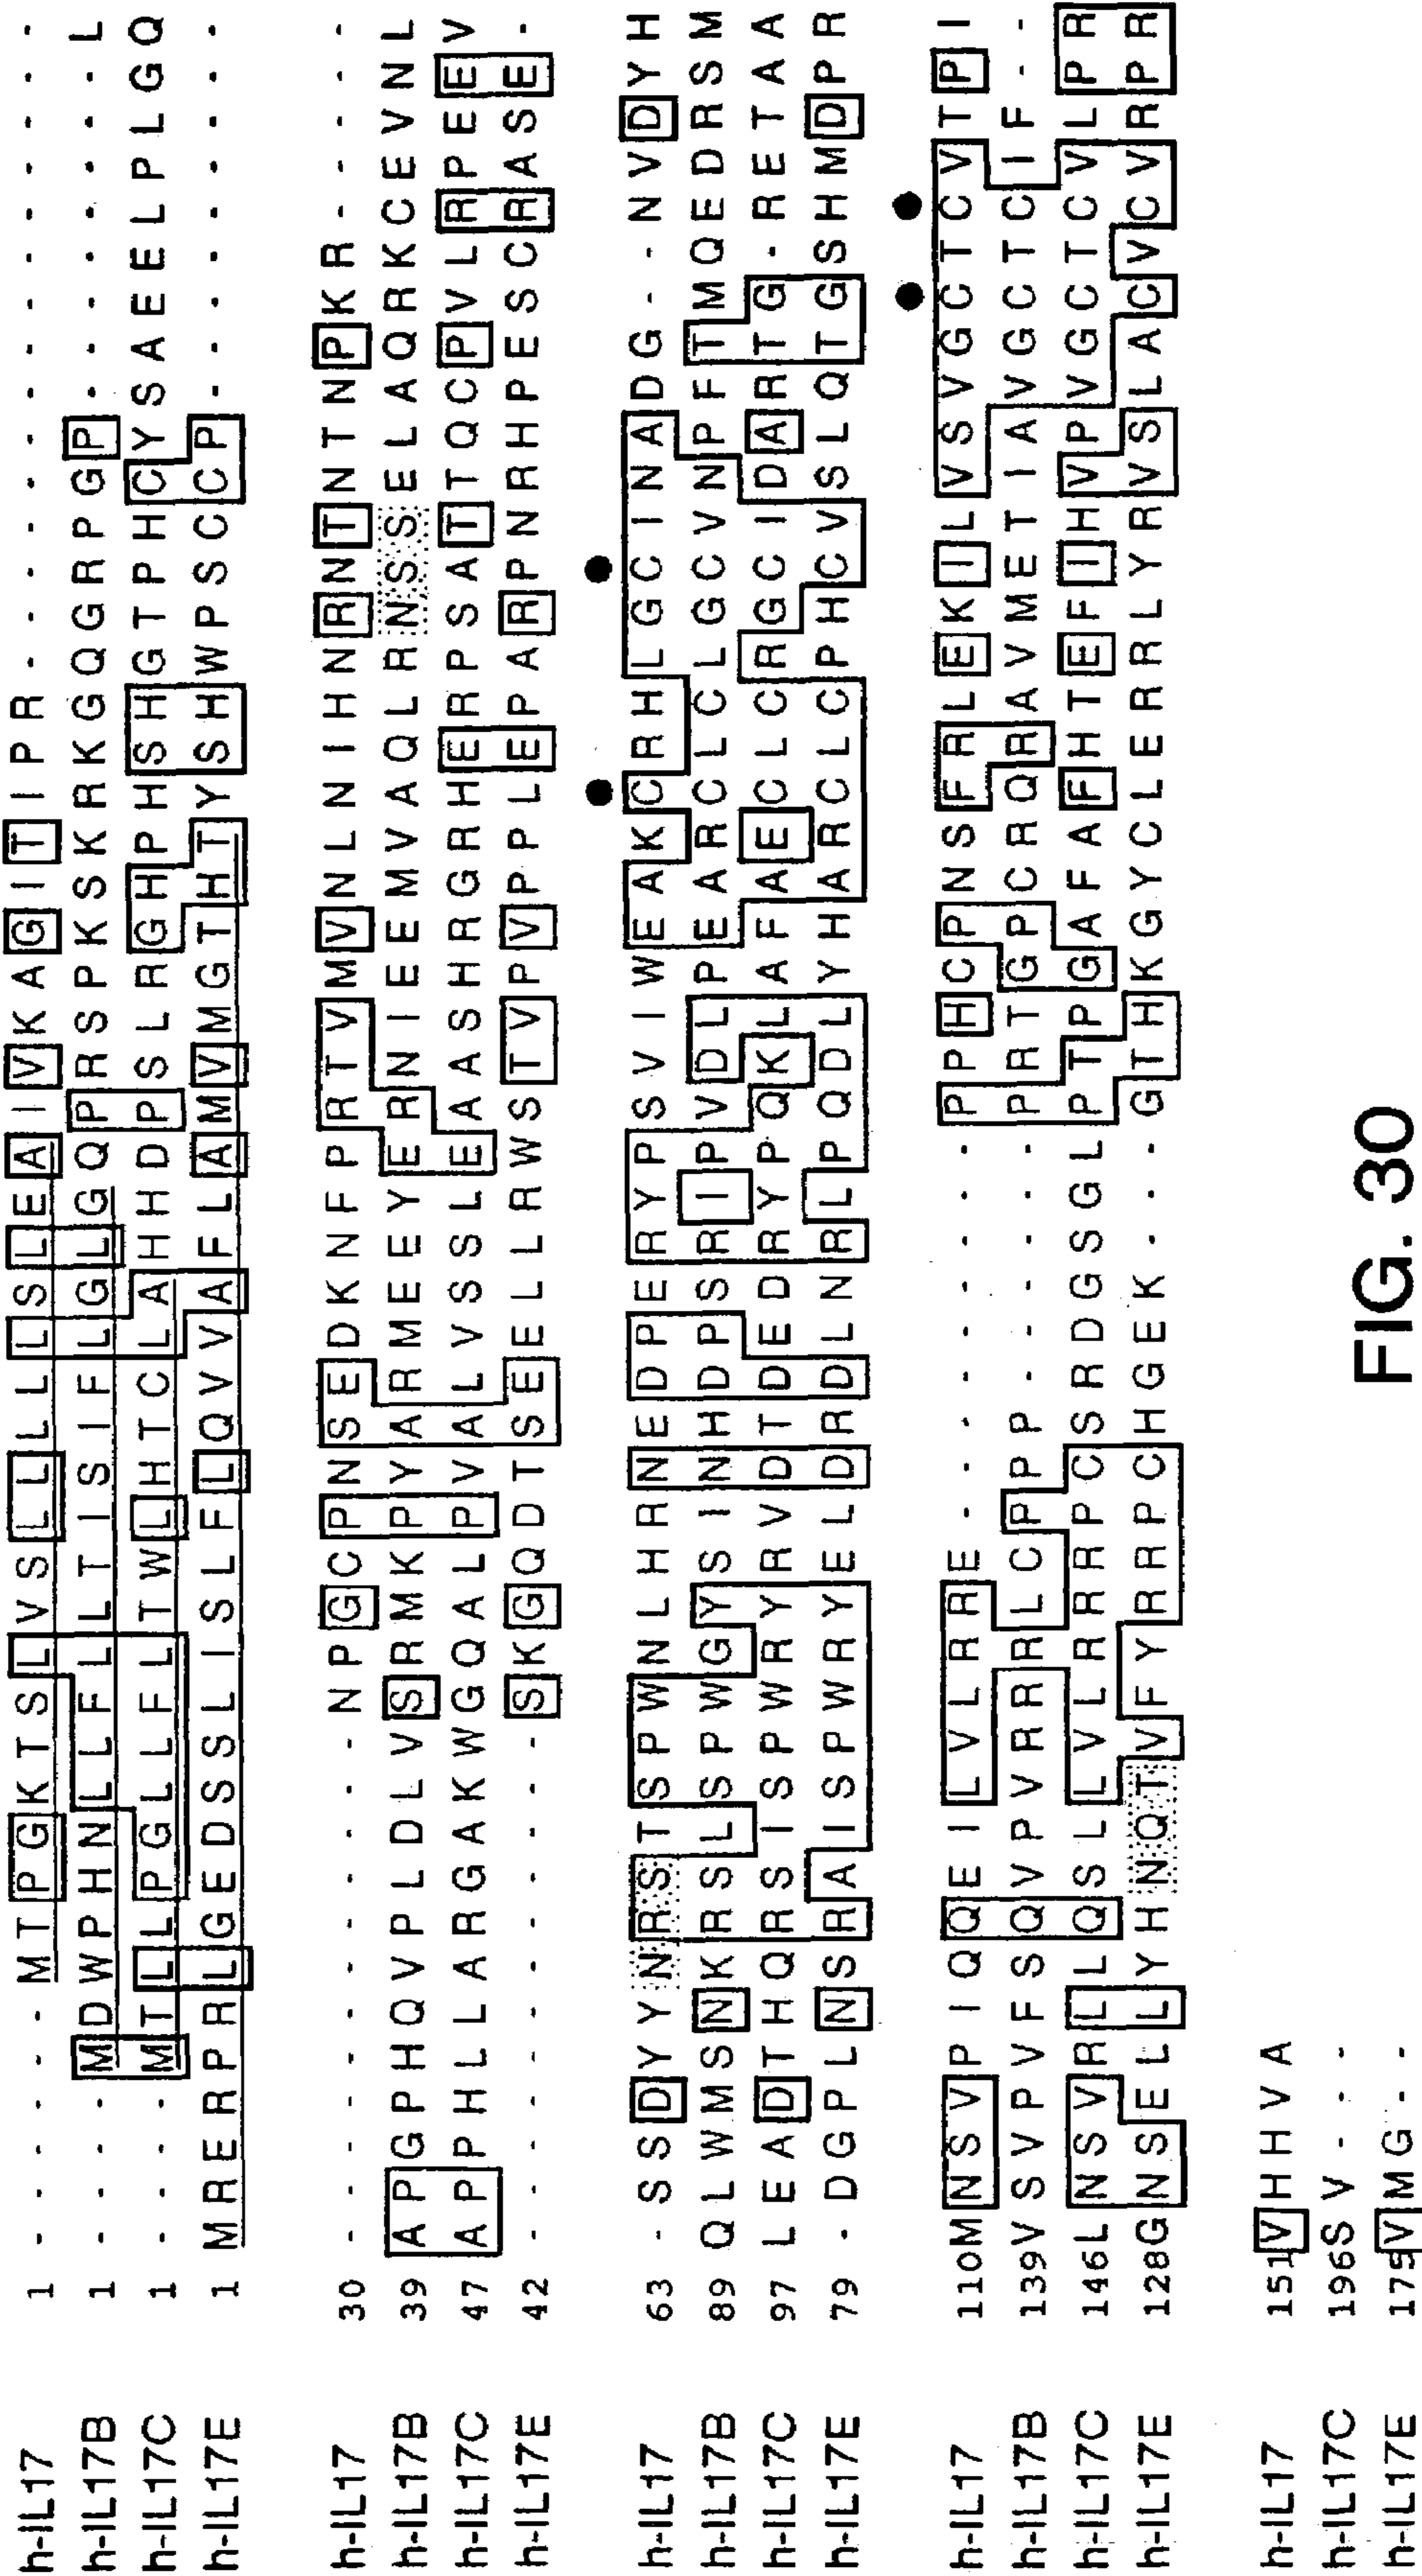 h-IL17 1 - - - - - - M T P G K T S L V S L L L L L S L E A I V K A G I T I P R - - - - - - - - - - - - - - -
h-IL17B 1 - - - - M D W P H N L L F L L T I S I F L G L G Q P R S P K S K R K G Q G R P G P - - - - - - - - L
h-IL17C 1 - - - - M T L L P G L L F L T W L H T C L A H H D P S L R G H P H S H G T P H C Y S A E E L P L G Q
h-IL17E 1 M R E R P R L G E D S S L I S L F L Q V V A F L A M V M G T H T Y S H W P S C C P - - - - - - - - -
h-IL17 30 - - - - - - - - - - - - N P G C P N S E D K N F P R T V M V N L N I H N R N T N T N P K R - - - - -
h-IL17B 39 A P G P H Q V P L D L V S R M K P Y A R M E E Y E R N I E E M V A Q L R N S S E L A Q R K C E V N L
h-IL17C 47 A P P H L L A R G A K W G Q A L P V A L V S S L E A A S H R G R H E R P S A T T Q C P V L R P E E V
h-IL17E 42 - - - - - - - - - - - - S K G Q D T S E E L L R W S T V P V P P L E P A R P N R H P E S C R A S E -
h-IL17 63 - S S D Y Y N R S T S P W N L H R N E D P E R Y P S V I W E A K C R H L G C I N A D G - - N V D Y H
h-IL17B 89 Q L W M S N K R S L S P W G Y S I N H D P S R I P V D L P E A R C L C L G C V N P F T M Q E D R S M
h-IL17C 97 L E A D T H Q R S I S P W R Y R V D T D E D R Y P Q K L A F A E C L C R G C I D A R T G - R E T A A
h-IL17E 79 - D G P L N S R A I S P W R Y E L D R D L N R L P Q D L Y H A R C L C P H C V S L Q T G S H M D P R
h-IL17 110 M N S V P I Q Q E I L V L R R E - - - - - - - - - P P H C P N S F R L E K I L V S V G C T C V T P I
h-IL17B 139 V S V P V F S Q V P V R R R L C P P - - - - - - - P R T G P C R Q R A V M E T I A V G C T C I F -
h-IL17C 146 L N S V R L L Q S L L V L R R R P C S R D G S G L P T P G A F A F H T E F I H V P V G C T C V L P R
h-IL17E 128 G N S E L L Y H N Q T V F Y R R P C H G E K - - - G T H K G Y C L E R R L Y R V S L A C V C V R P R
h-IL17 151 V H H V A
h-IL17C 196 S V - - -
h-IL17E 175 V M G - -
FIG. 30